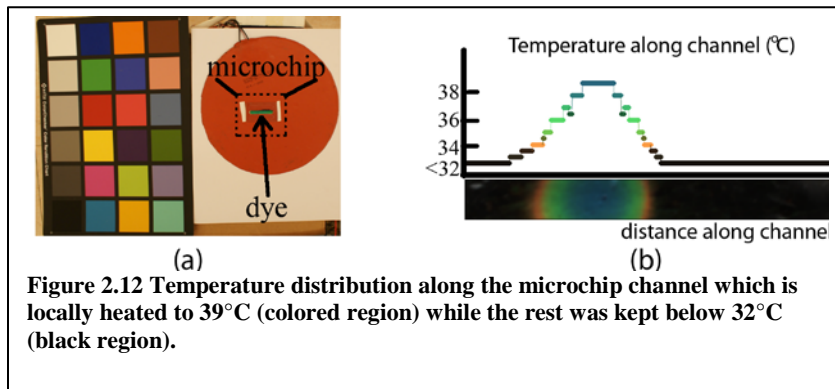 microchip
dye
(a)
Temperature along channel (℃)
38
36
34
<32
distance along channel
(b)
Figure 2.12 Temperature distribution along the microchip channel which is
locally heated to 39°C (colored region) while the rest was kept below 32°C
(black region).